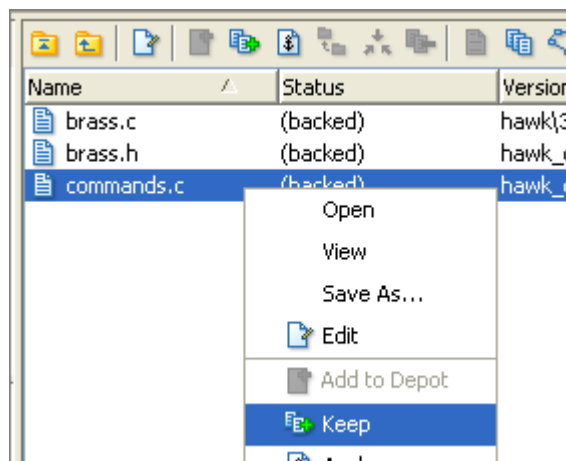 Name Status Version
brass.c (backed) hawk\3
brass.h (backed) hawk_
commands.c (backed) hawk_
Open
View
Save As...
Edit
Add to Depot
Keep